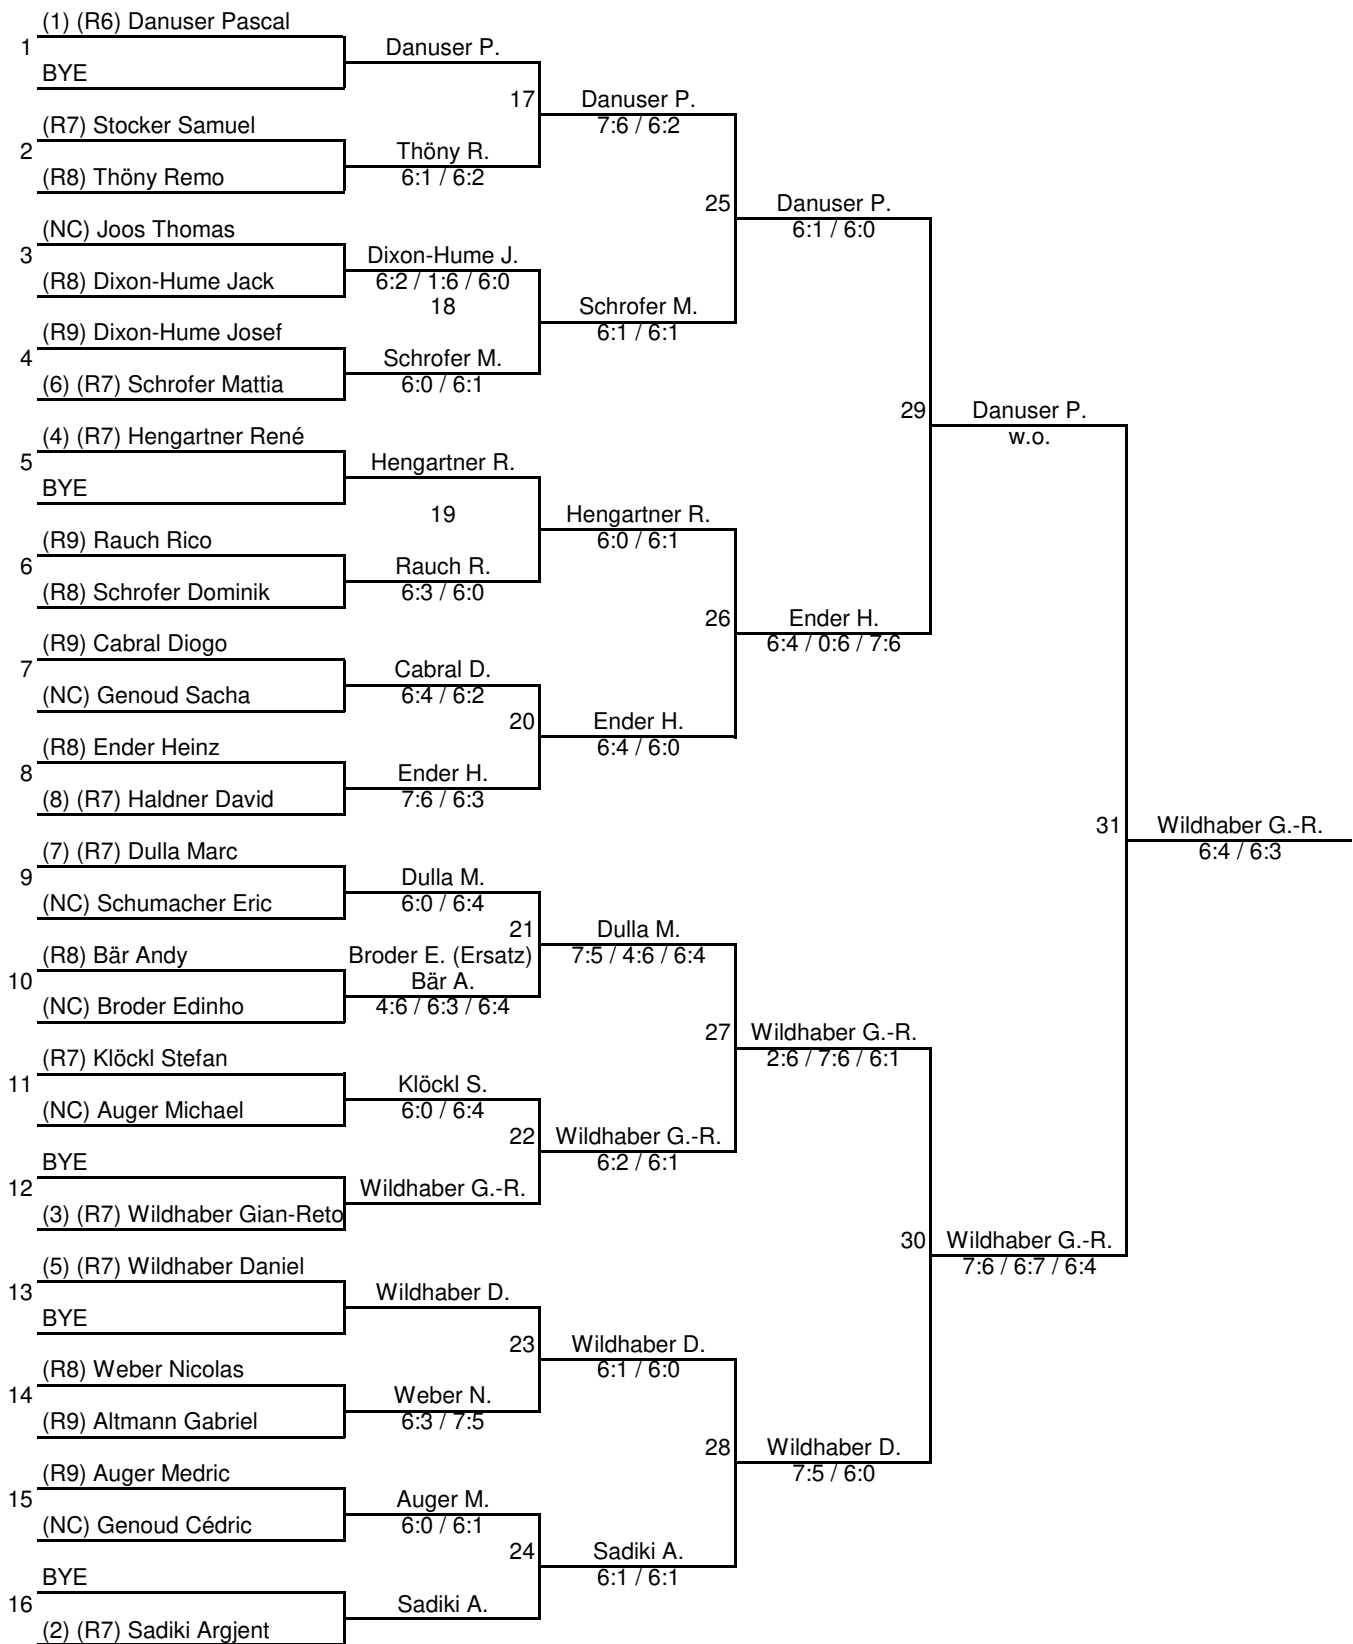 (1) (R6) Danuser Pascal
1
Danuser P.
BYE
17
Danuser P.
7:6 / 6:2
(R7) Stocker Samuel
2
Thöny R.
6:1 / 6:2
(R8) Thöny Remo
25
Danuser P.
6:1 / 6:0
(NC) Joos Thomas
3
Dixon-Hume J.
6:2 / 1:6 / 6:0
(R8) Dixon-Hume Jack
18
Schrofer M.
6:1 / 6:1
(R9) Dixon-Hume Josef
4
Schrofer M.
6:0 / 6:1
(6) (R7) Schrofer Mattia
29
Danuser P.
w.o.
(4) (R7) Hengartner René
5
Hengartner R.
BYE
19
Hengartner R.
6:0 / 6:1
(R9) Rauch Rico
6
Rauch R.
6:3 / 6:0
(R8) Schrofer Dominik
26
Ender H.
6:4 / 0:6 / 7:6
(R9) Cabral Diogo
7
Cabral D.
6:4 / 6:2
(NC) Genoud Sacha
20
Ender H.
6:4 / 6:0
(R8) Ender Heinz
8
Ender H.
7:6 / 6:3
(8) (R7) Haldner David
31
Wildhaber G.-R.
6:4 / 6:3
(7) (R7) Dulla Marc
9
Dulla M.
6:0 / 6:4
(NC) Schumacher Eric
21
Dulla M.
7:5 / 4:6 / 6:4
(R8) Bär Andy
10
Broder E. (Ersatz)
Bär A.
4:6 / 6:3 / 6:4
(NC) Broder Edinho
27
Wildhaber G.-R.
2:6 / 7:6 / 6:1
(R7) Klöckl Stefan
11
Klöckl S.
6:0 / 6:4
(NC) Auger Michael
22
Wildhaber G.-R.
6:2 / 6:1
BYE
12
Wildhaber G.-R.
(3) (R7) Wildhaber Gian-Reto
30
Wildhaber G.-R.
7:6 / 6:7 / 6:4
(5) (R7) Wildhaber Daniel
13
Wildhaber D.
BYE
23
Wildhaber D.
6:1 / 6:0
(R8) Weber Nicolas
14
Weber N.
6:3 / 7:5
(R9) Altmann Gabriel
28
Wildhaber D.
7:5 / 6:0
(R9) Auger Medric
15
Auger M.
6:0 / 6:1
(NC) Genoud Cédric
24
Sadiki A.
6:1 / 6:1
BYE
16
Sadiki A.
(2) (R7) Sadiki Argjent